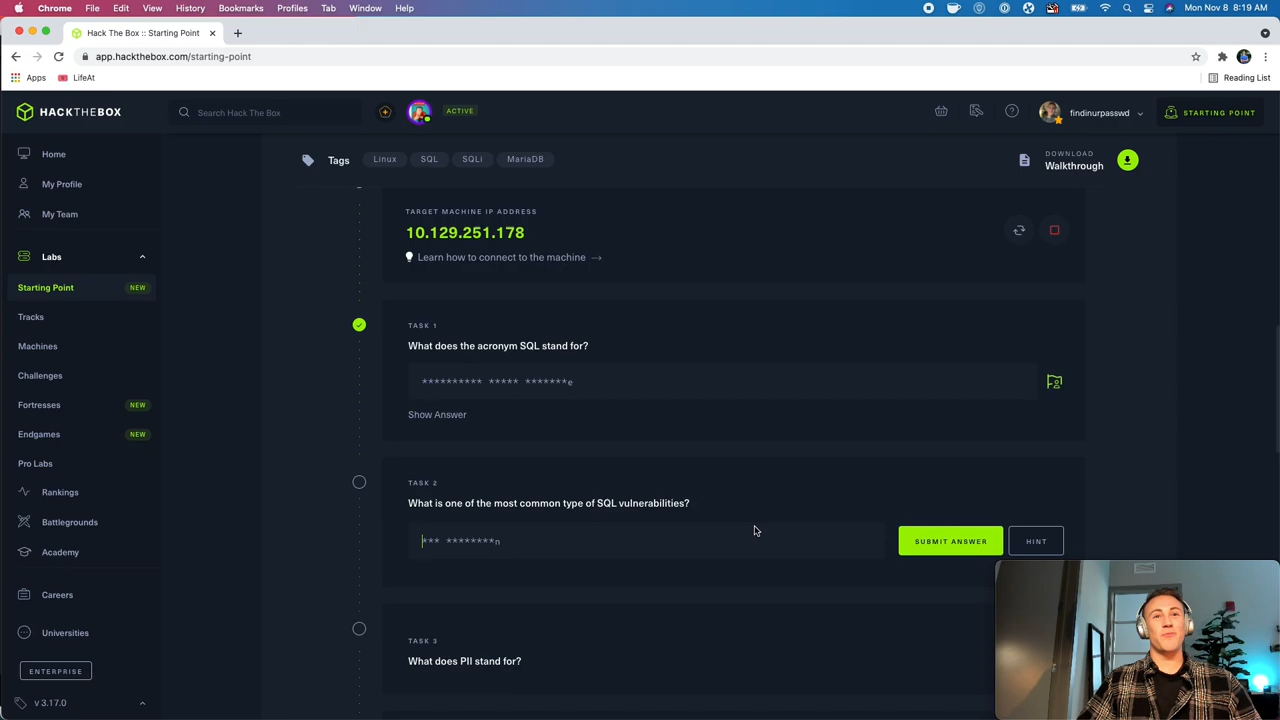 Chrome File Edit View History Bookmarks Profiles Tab Window Help Mon Nov 8 8:19 AM
Hack The Box :: Starting Point
app.hackthebox.com/starting-point
Apps LifeAt Reading List
HACKTHEBOX Search Hack The Box ACTIVE findinurpasswd STARTING POINT
Home
My Profile
My Team
Labs
Starting Point NEW
Tracks
Machines
Challenges
Fortresses NEW
Endgames NEW
Pro Labs
Rankings
Battlegrounds
Academy
Careers
Universities
ENTERPRISE
v 3.17.0
Tags Linux SQL SQLi MariaDB
DOWNLOAD
Walkthrough
TARGET MACHINE IP ADDRESS
10.129.251.178
Learn how to connect to the machine →
TASK 1
What does the acronym SQL stand for?
********** ***** *******e
Show Answer
TASK 2
What is one of the most common type of SQL vulnerabilities?
*** ********n
SUBMIT ANSWER HINT
TASK 3
What does PII stand for?